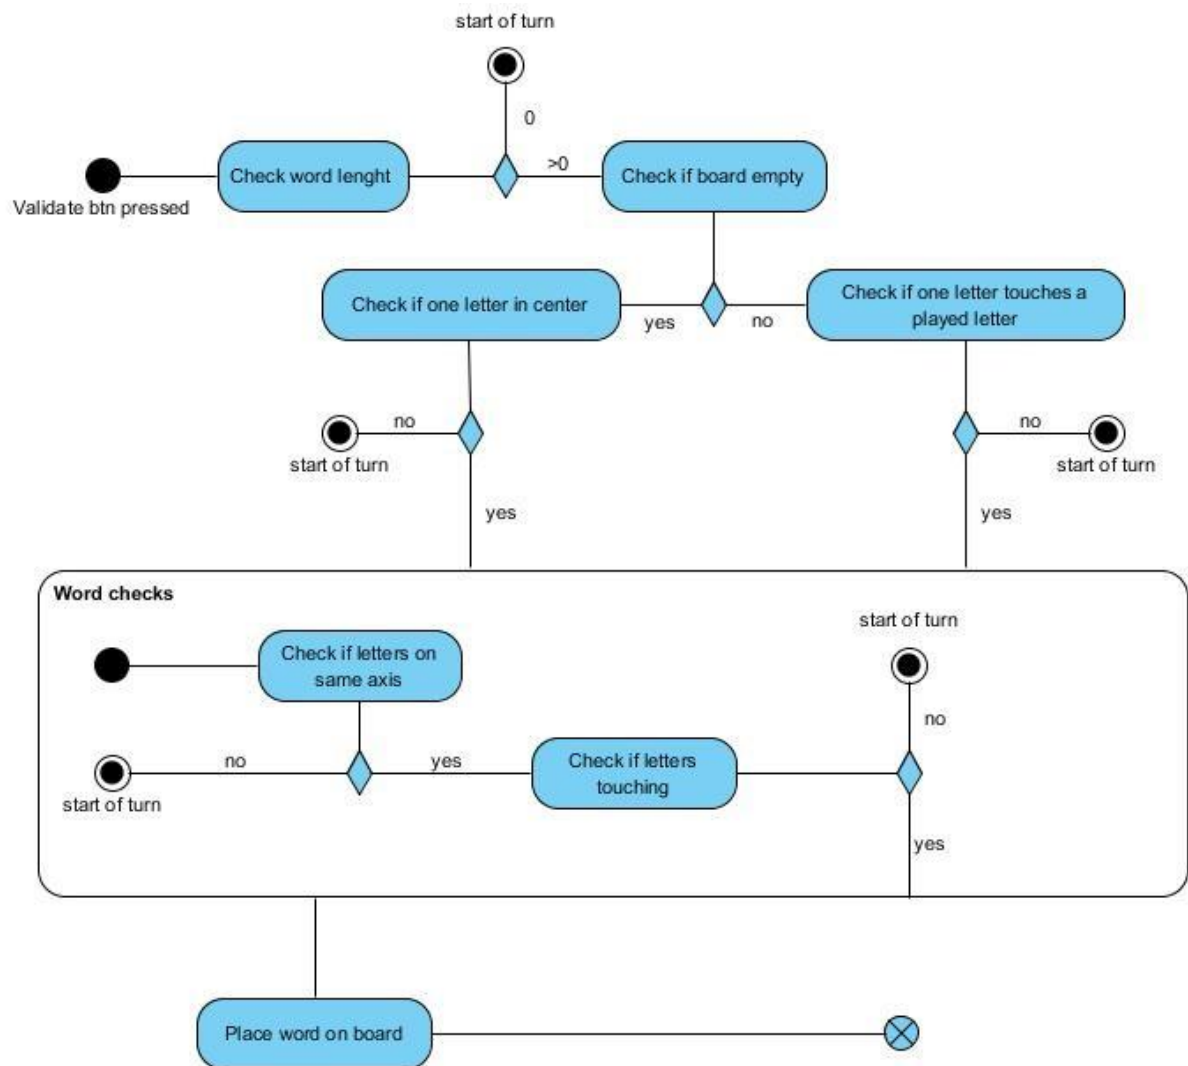 start of turn
0
>0
Check word lenght
Check if board empty
Validate btn pressed
Check if one letter in center
yes
no
Check if one letter touches a
played letter
no
start of turn
no
start of turn
yes
yes
Word checks
start of turn
Check if letters on
same axis
no
no
yes
Check if letters
touching
start of turn
yes
Place word on board